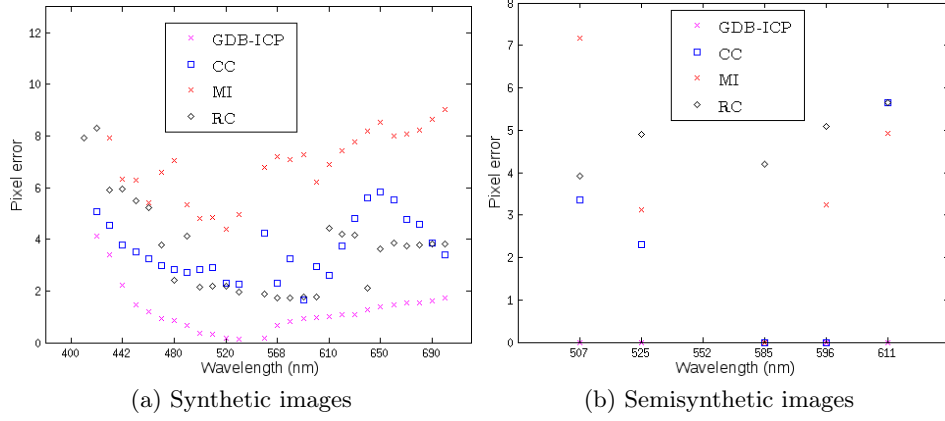 12
10
8
6
4
2
0
Pixel error
GDB-ICP
CC
MI
RC
400 442 480 520 568 610 650 690
Wavelength (nm)
(a) Synthetic images
8
7
6
5
4
3
2
1
0
Pixel error
GDB-ICP
CC
MI
RC
507 525 552 585 596 611
Wavelength (nm)
(b) Semisynthetic images